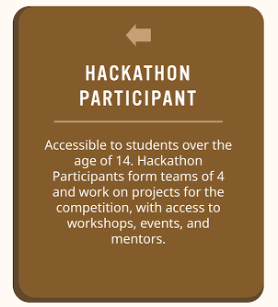 HACKATHON
PARTICIPANT
Accessible to students over the
age of 14. Hackathon
Participants form teams of 4
and work on projects for the
competition, with access to
workshops, events, and
mentors.